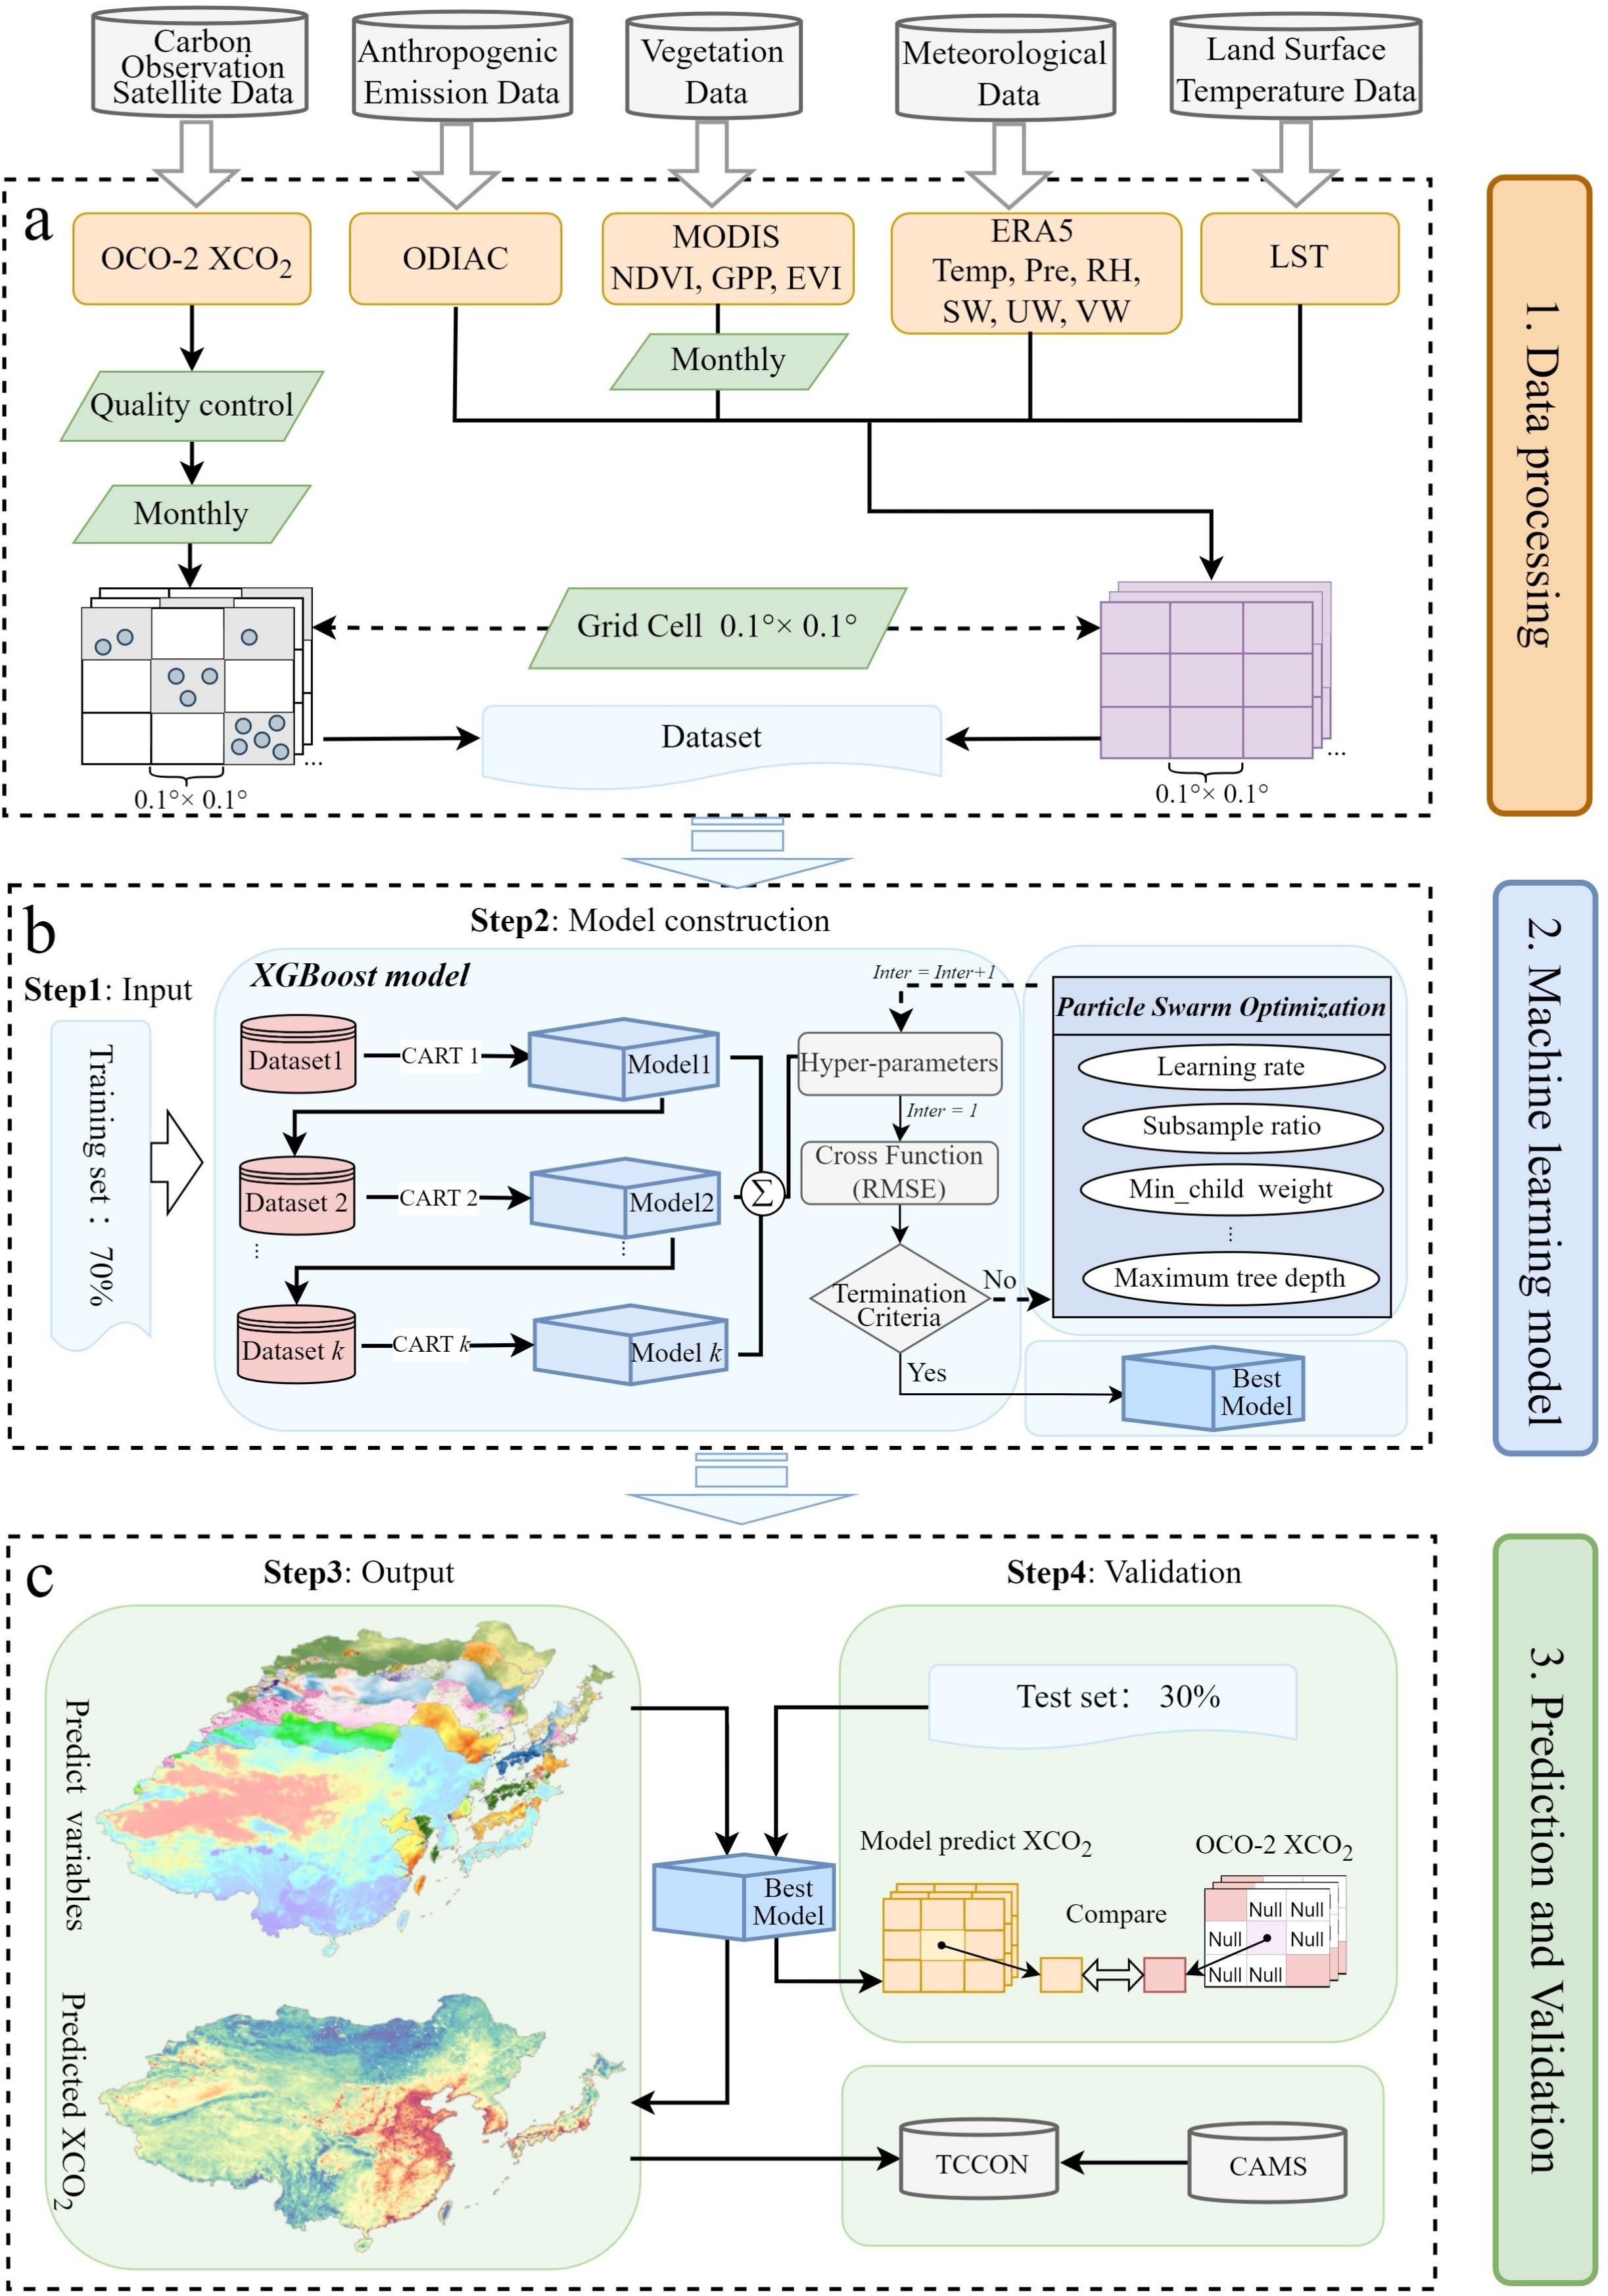 Carbon
Observation
Satellite Data
Anthropogenic
Emission Data
Vegetation
Data
Meteorological
Data
Land Surface
Temperature Data
a
OCO-2 XCO2
ODIAC
MODIS
NDVI, GPP, EVI
ERA5
Temp, Pre, RH,
SW, UW, VW
LST
Monthly
Quality control
Monthly
Grid Cell 0.1°× 0.1°
Dataset
...
0.1°× 0.1°
...
0.1°× 0.1°
1. Data processing
b
Step2: Model construction
Step1: Input
Training set： 70%
XGBoost model
Dataset1
CART 1
Model1
Dataset 2
CART 2
Model2
...
...
Dataset k
CART k
Model k
Σ
Inter = Inter+1
Hyper-parameters
Inter = 1
Cross Function
(RMSE)
Termination
Criteria
No
Yes
Particle Swarm Optimization
Learning rate
Subsample ratio
Min_child weight
...
Maximum tree depth
Best
Model
2. Machine learning model
c
Step3: Output
Step4: Validation
Predict variables
Predicted XCO2
Best
Model
Test set： 30%
Model predict XCO2
OCO-2 XCO2
Compare
Null Null
Null Null
Null Null
TCCON
CAMS
3. Prediction and Validation